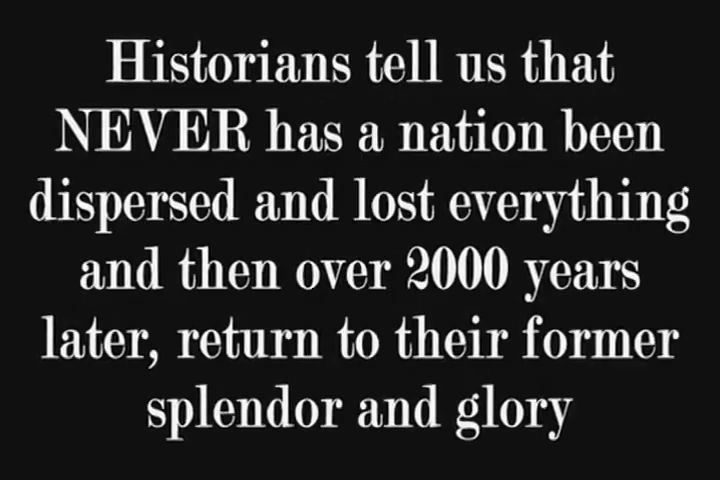 Historians tell us that
NEVER has a nation been
dispersed and lost everything
and then over 2000 years
later, return to their former
splendor and glory